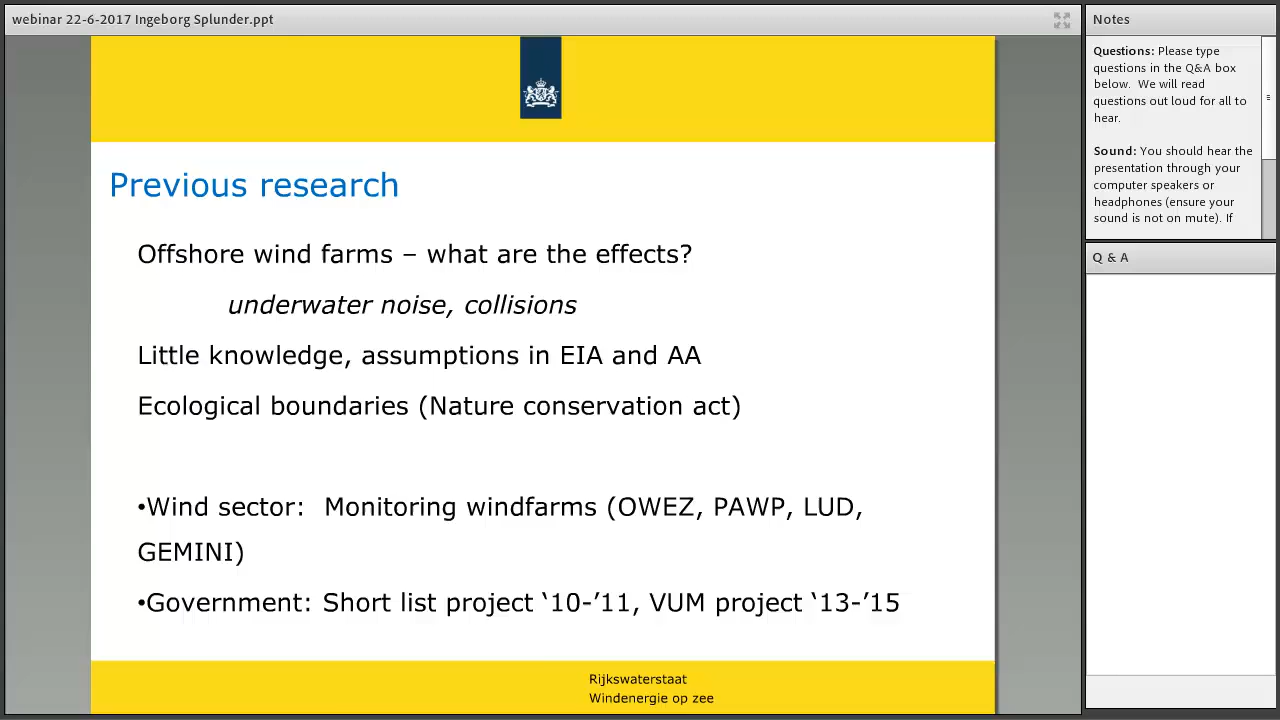 webinar 22-6-2017 Ingeborg Splunder.ppt
Previous research
Offshore wind farms – what are the effects?
underwater noise, collisions
Little knowledge, assumptions in EIA and AA
Ecological boundaries (Nature conservation act)
•Wind sector:  Monitoring windfarms (OWEZ, PAWP, LUD,
GEMINI)
•Government: Short list project ‘10-’11, VUM project ‘13-’15
Rijkswaterstaat
Windenergie op zee
Notes
Questions: Please type
questions in the Q&A box
below.  We will read
questions out loud for all to
hear.
Sound: You should hear the
presentation through your
computer speakers or
headphones (ensure your
sound is not on mute). If
Q & A